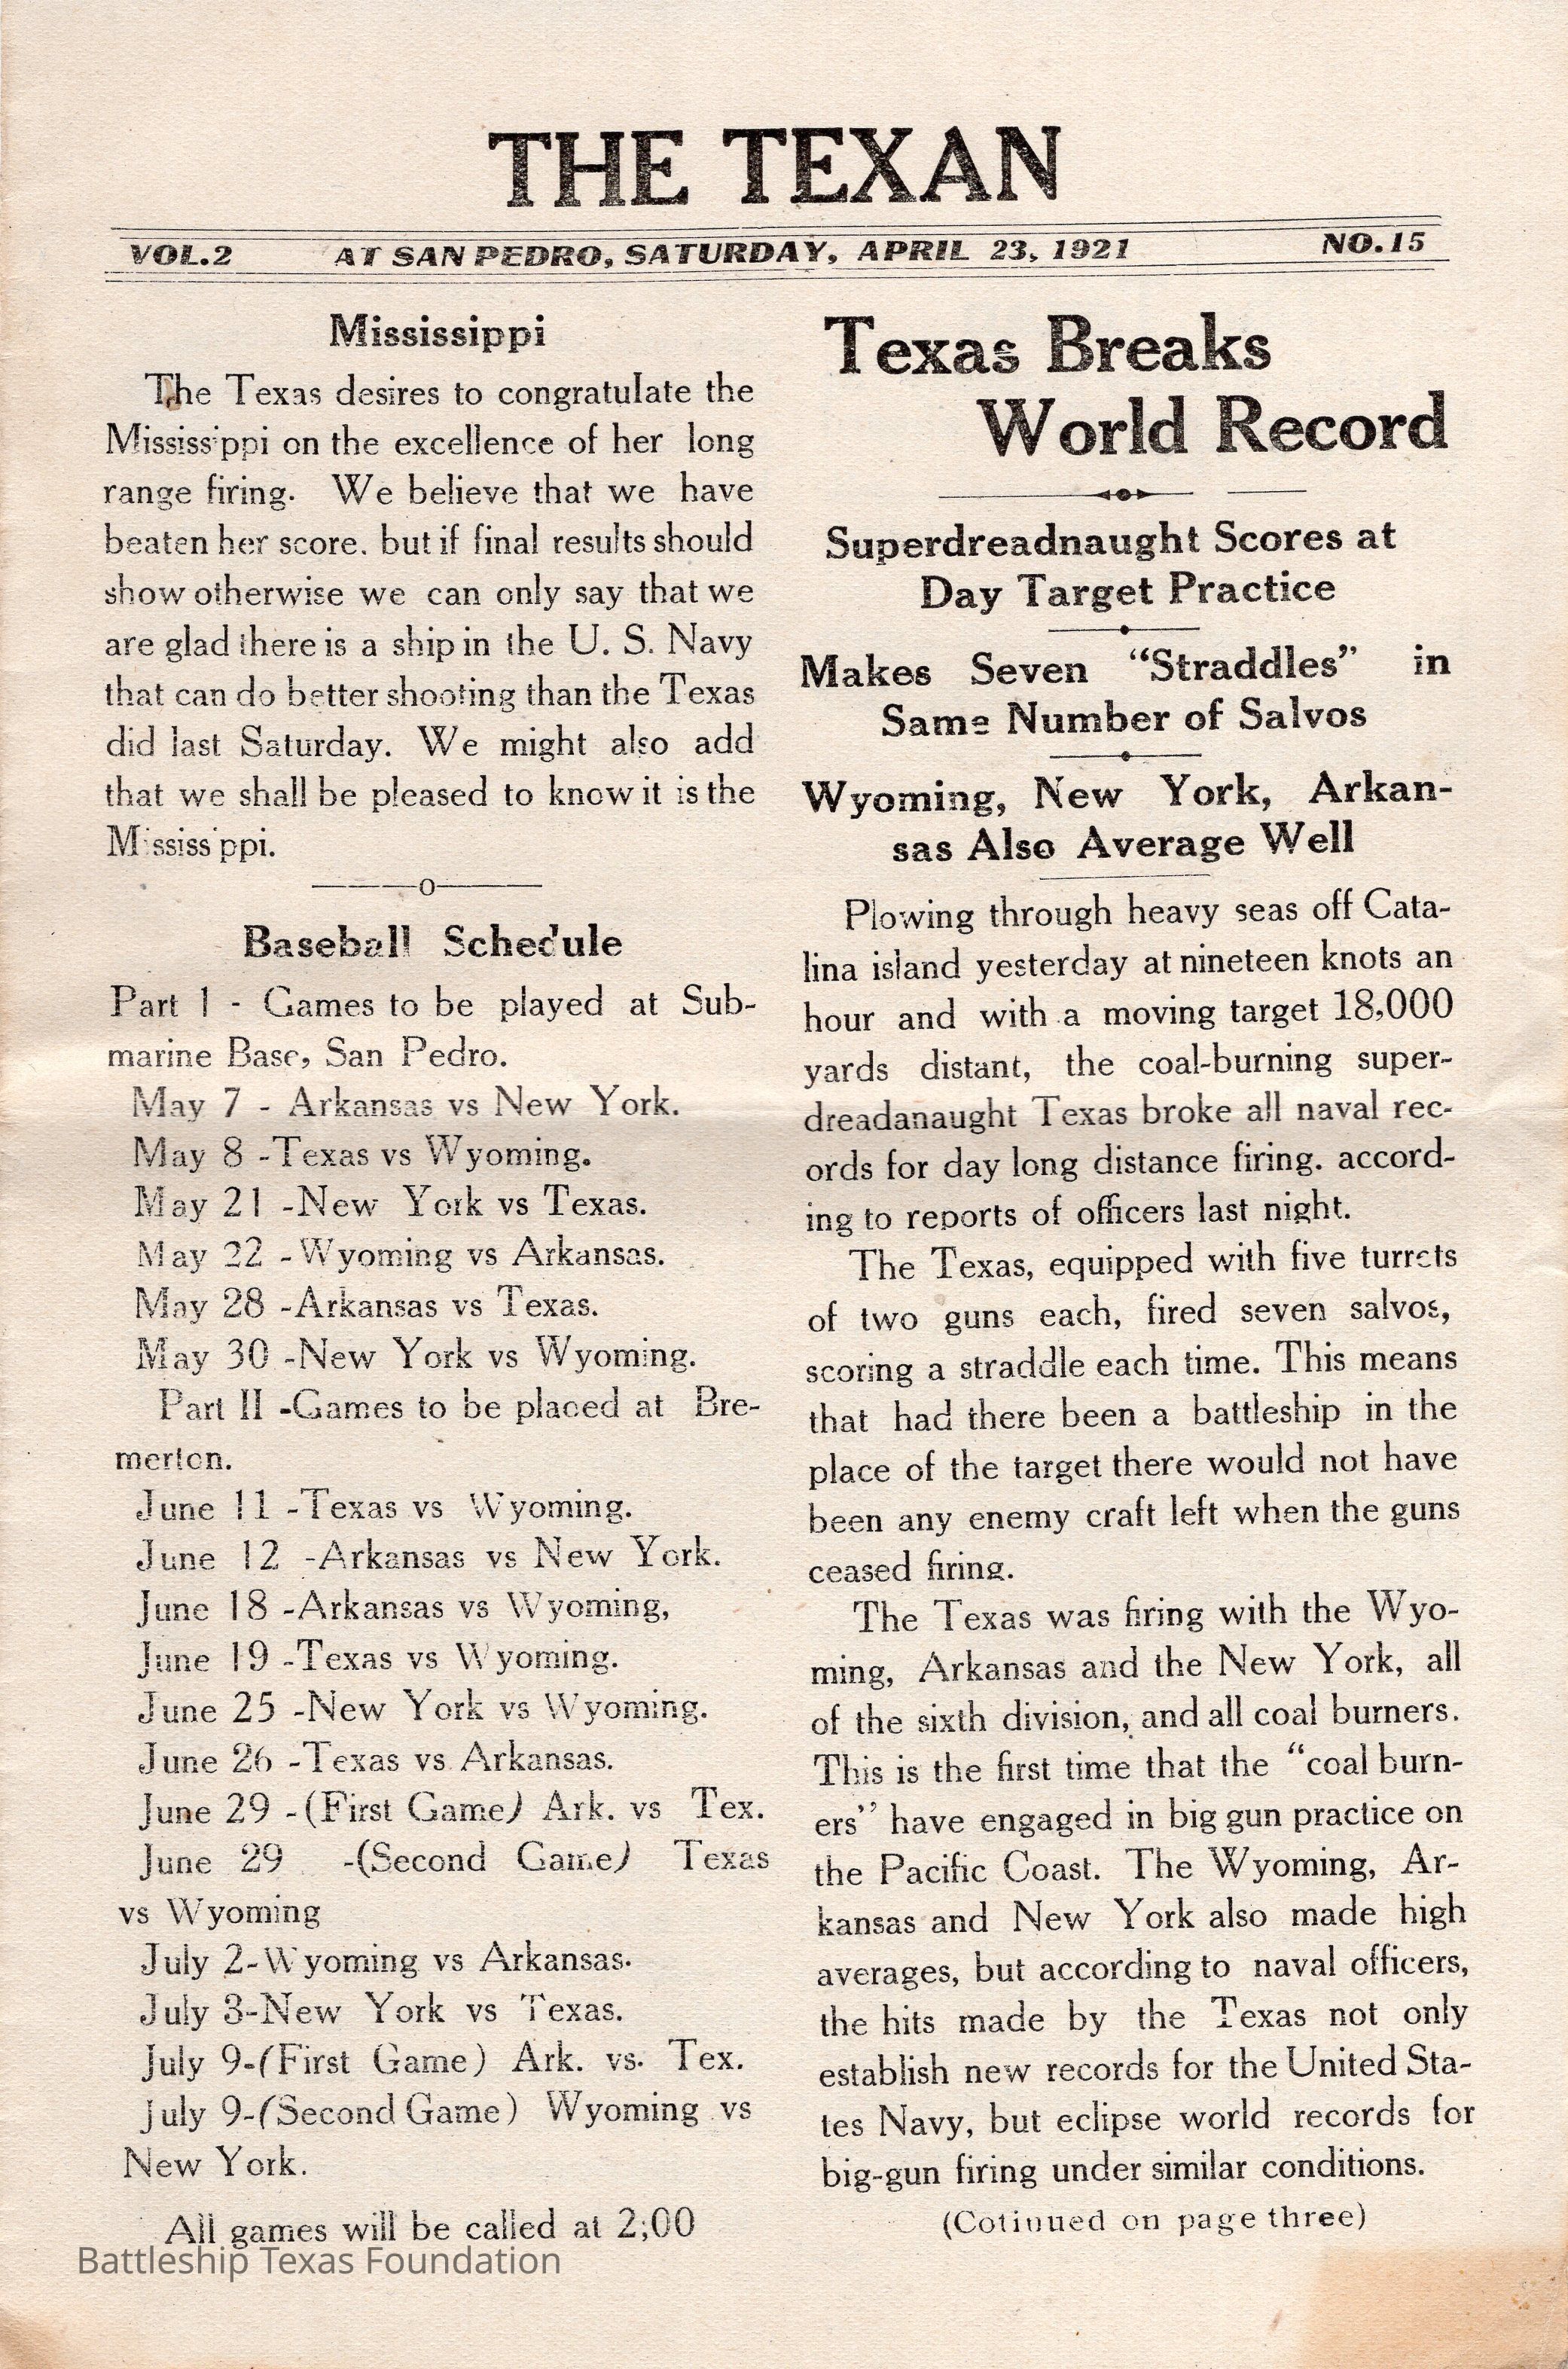 THE TEXAN
VOL.2 AT SAN PEDRO, SATURDAY, APRIL 23, 1921 NO.15
Mississippi
The Texas desires to congratulate the
Mississippi on the excellence of her long
range firing. We believe that we have
beaten her score. but if final results should
show otherwise we can only say that we
are glad there is a ship in the U. S. Navy
that can do better shooting than the Texas
did last Saturday. We might also add
that we shall be pleased to know it is the
Mississippi.
Baseball Schedule
Part 1 - Games to be played at Sub-
marine Base, San Pedro.
May 7 - Arkansas vs New York.
May 8 -Texas vs Wyoming.
May 21 -New York vs Texas.
May 22 -Wyoming vs Arkansas.
May 28 -Arkansas vs Texas.
May 30 -New York vs Wyoming.
Part II -Games to be placed at Bre-
merton.
June 11 -Texas vs Wyoming.
June 12 -Arkansas vs New York.
June 18 -Arkansas vs Wyoming,
June 19 -Texas vs Wyoming.
June 25 -New York vs Wyoming.
June 26 -Texas vs Arkansas.
June 29 -(First Game) Ark. vs Tex.
June 29 -(Second Game) Texas
vs Wyoming
July 2-Wyoming vs Arkansas.
July 3-New York vs Texas.
July 9-(First Game) Ark. vs. Tex.
July 9-(Second Game) Wyoming vs
New York.
All games will be called at 2;00
Texas Breaks
World Record
Superdreadnaught Scores at
Day Target Practice
Makes Seven “Straddles” in
Same Number of Salvos
Wyoming, New York, Arkan-
sas Also Average Well
Plowing through heavy seas off Cata-
lina island yesterday at nineteen knots an
hour and with a moving target 18,000
yards distant, the coal-burning super-
dreadanaught Texas broke all naval rec-
ords for day long distance firing. accord-
ing to reports of officers last night.
The Texas, equipped with five turrets
of two guns each, fired seven salvos,
scoring a straddle each time. This means
that had there been a battleship in the
place of the target there would not have
been any enemy craft left when the guns
ceased firing.
The Texas was firing with the Wyo-
ming, Arkansas and the New York, all
of the sixth division, and all coal burners.
This is the first time that the “coal burn-
ers” have engaged in big gun practice on
the Pacific Coast. The Wyoming, Ar-
kansas and New York also made high
averages, but according to naval officers,
the hits made by the Texas not only
establish new records for the United Sta-
tes Navy, but eclipse world records for
big-gun firing under similar conditions.
(Cotinued on page three)
Battleship Texas Foundation